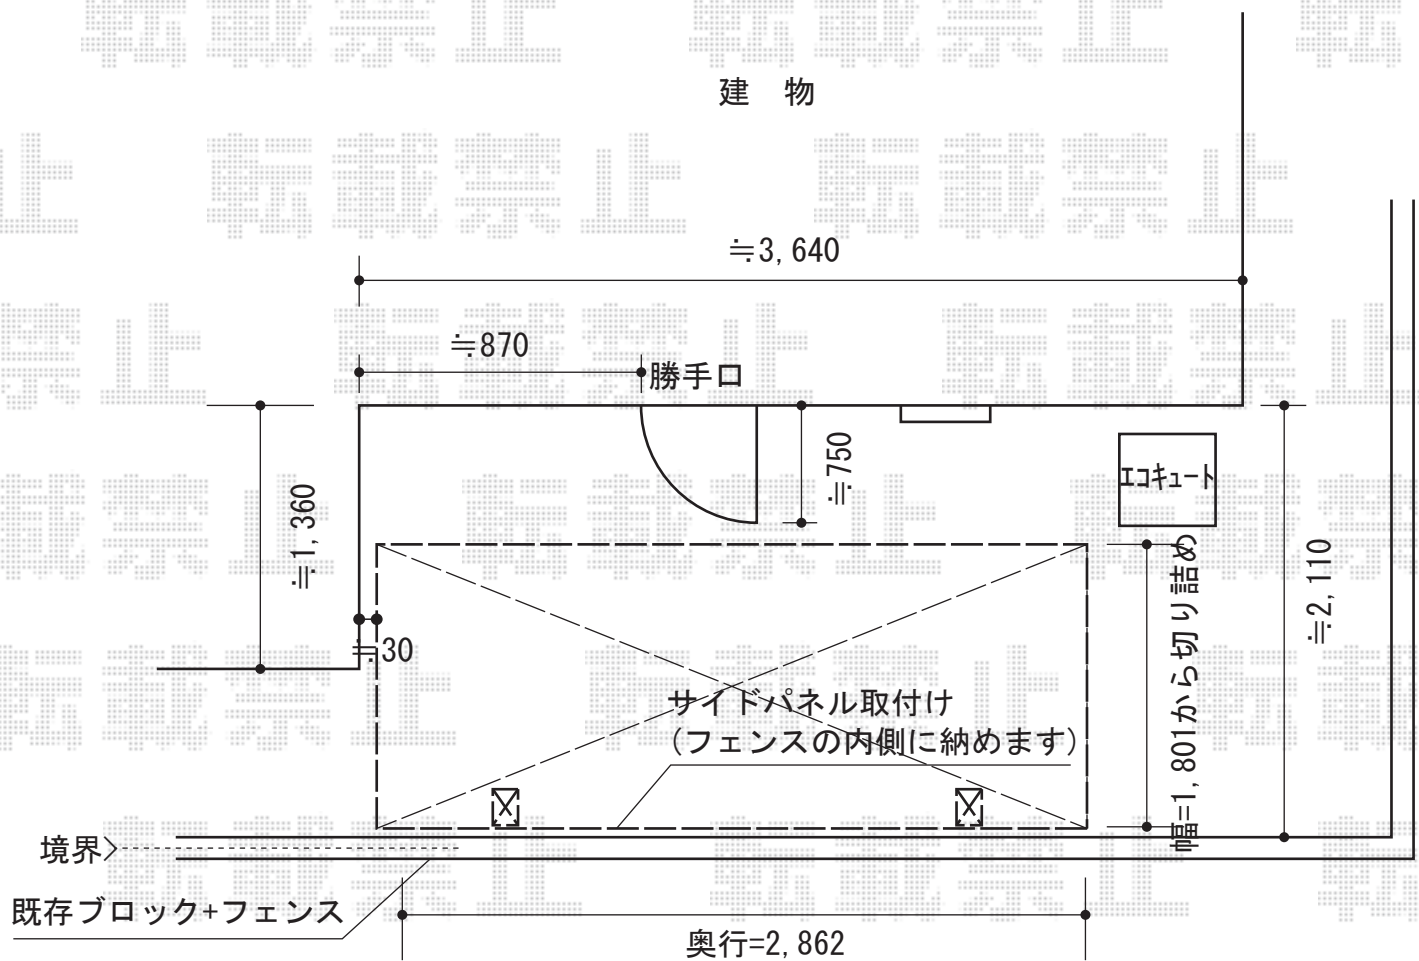 転載禁止
建 物
≒3,640
≒870
勝手口
≒750
エコキュート
≒1,360
≒2,110
≒30
サイドパネル取付け
(フェンスの内側に納めます)
幅=1,801から切り詰め
境界
既存ブロック+フェンス
奥行=2,862